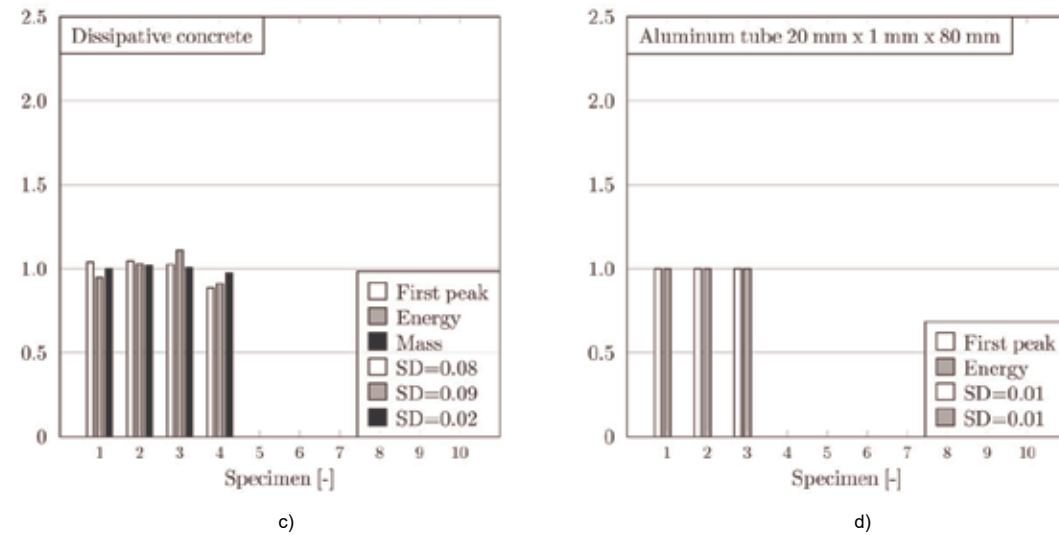 2.5
Dissipative concrete
2.0
1.5
1.0
First peak
Energy
Mass
0.5
SD=0.08
SD=0.09
SD=0.02
0
1 2 3 4 5 6 7 8 9 10
Specimen [-]
c)
2.5
Aluminum tube 20 mm x 1 mm x 80 mm
2.0
1.5
1.0
First peak
0.5
Energy
SD=0.01
SD=0.01
0
1 2 3 4 5 6 7 8 9 10
Specimen [-]
d)